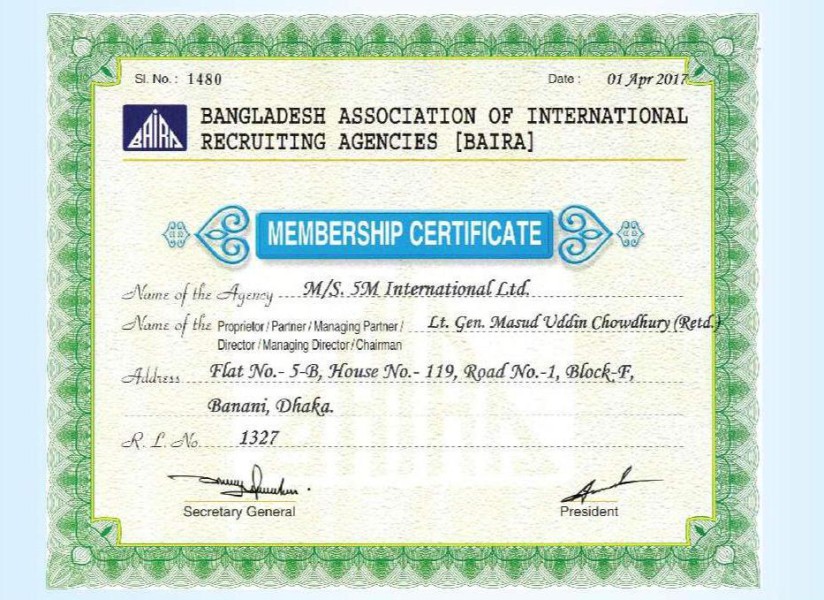 Sl. No. : 1480 Date : 01 Apr 2017
BAIRA
BANGLADESH ASSOCIATION OF INTERNATIONAL
RECRUITING AGENCIES [BAIRA]
MEMBERSHIP CERTIFICATE
Name of the Agency M/S. 5M International Ltd.
Name of the Proprietor / Partner / Managing Partner / Lt. Gen. Masud Uddin Chowdhury (Retd.)
Director / Managing Director / Chairman
Address Flat No.- 5-B, House No.- 119, Road No.-1, Block-F,
Banani, Dhaka.
R. L. No. 1327
Secretary General President